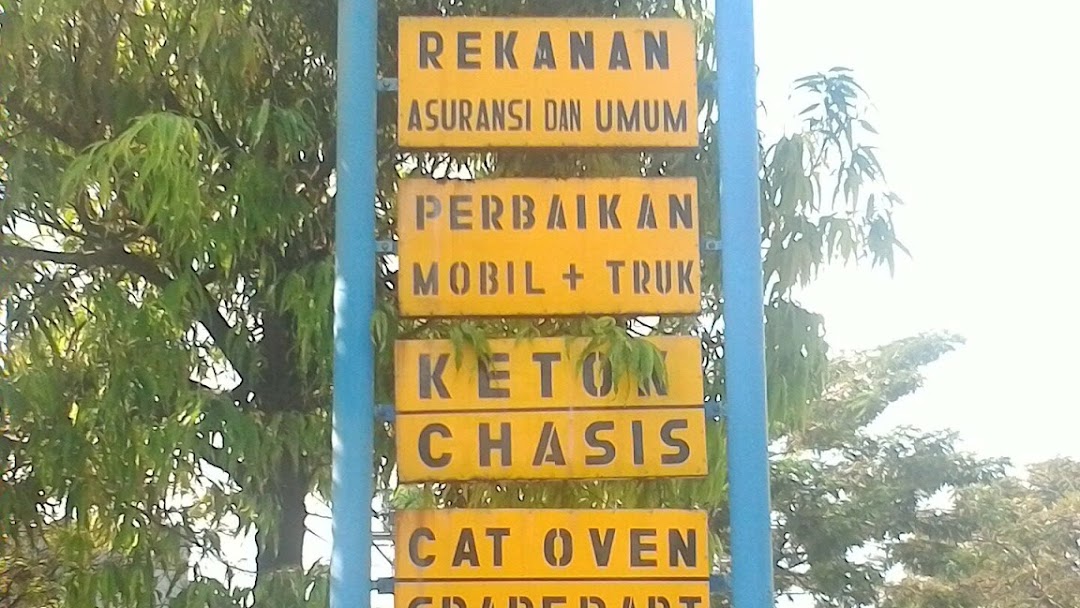 REKANAN
ASURANSI DAN UMUM
PERBAIKAN
MOBIL + TRUK
KETOK
CHASIS
CAT OVEN